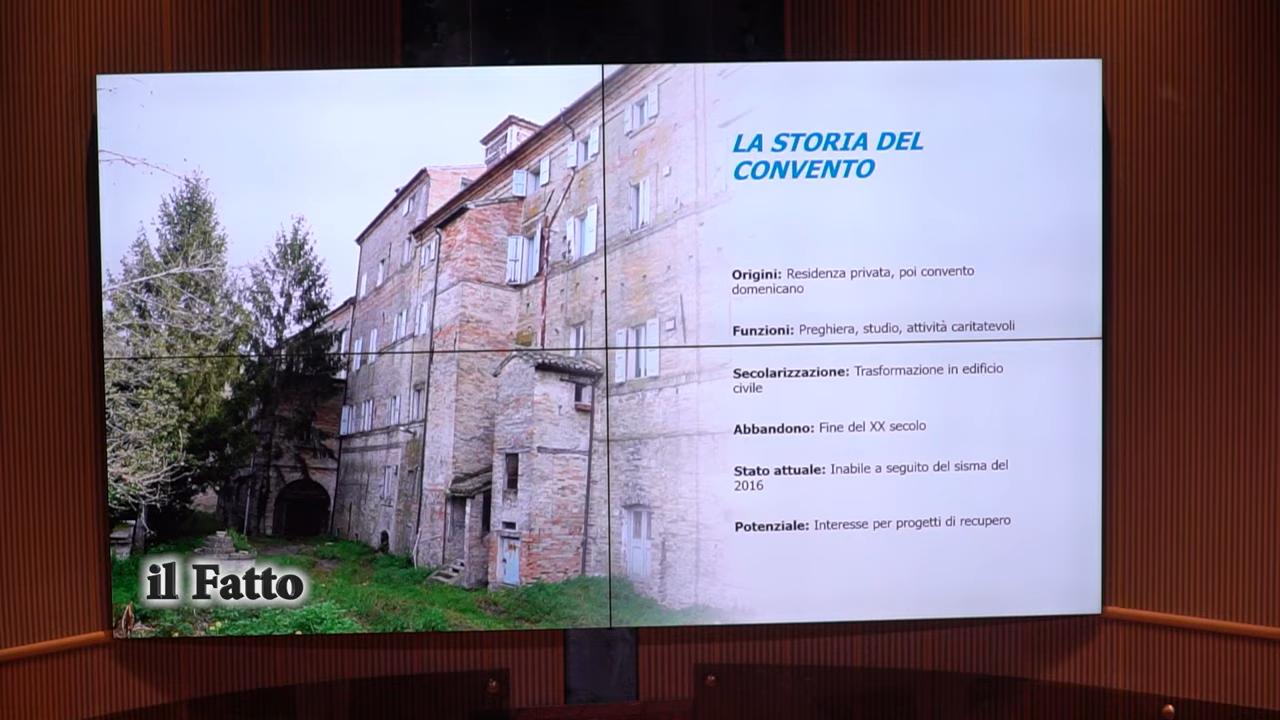 LA STORIA DEL
CONVENTO
Origini: Residenza privata, poi convento
domenicano
Funzioni: Preghiera, studio, attività caritatevoli
Secolarizzazione: Trasformazione in edificio
civile
Abbandono: Fine del XX secolo
Stato attuale: Inabile a seguito del sisma del
2016
Potenziale: Interesse per progetti di recupero
il Fatto